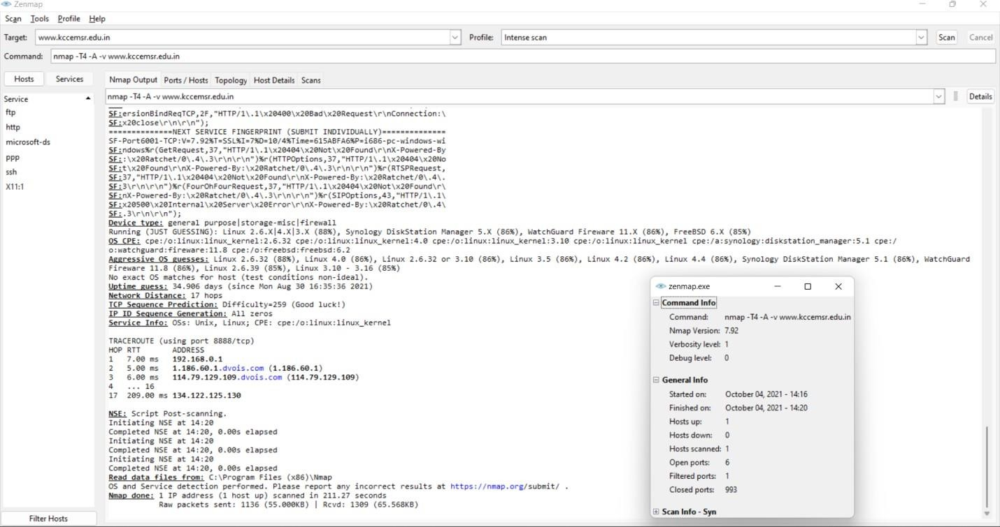 Zenmap
Scan Tools Profile Help
Target: www.kccemsr.edu.in Profile: Intense scan Scan Cancel
Command: nmap -T4 -A -v www.kccemsr.edu.in
Hosts Services
Nmap Output Ports / Hosts Topology Host Details Scans
nmap -T4 -A -v www.kccemsr.edu.in Details
Service
ftp
http
microsoft-ds
ppp
ssh
X11:1
Filter Hosts
SF:ersionBindReqTCP,2F,"HTTP/1\.1\x20400\x20Bad\x20Request\r\nConnection:\
SF:x20close\r\n\r\n");
==============NEXT SERVICE FINGERPRINT (SUBMIT INDIVIDUALLY)==============
SF-Port6001-TCP:V=7.92%T=SSL%I=7%D=10/4%Time=615ABFA6%P=i686-pc-windows-wi
SF:ndows%r(GetRequest,37,"HTTP/1\.1\x20404\x20Not\x20Found\r\nX-Powered-By
SF::\x20Ratchet/0\.4\.3\r\n\r\n")%r(HTTPOptions,37,"HTTP/1\.1\x20404\x20No
SF:t\x20Found\r\nX-Powered-By:\x20Ratchet/0\.4\.3\r\n\r\n")%r(RTSPRequest,
SF:37,"HTTP/1\.1\x20404\x20Not\x20Found\r\nX-Powered-By:\x20Ratchet/0\.4\.
SF:3\r\n\r\n")%r(FourOhFourRequest,37,"HTTP/1\.1\x20404\x20Not\x20Found\r\
SF:nX-Powered-By:\x20Ratchet/0\.4\.3\r\n\r\n")%r(SIPOptions,43,"HTTP/1\.1\
SF:x20500\x20Internal\x20Server\x20Error\r\nX-Powered-By:\x20Ratchet/0\.4\
SF:.3\r\n\r\n");
Device type: general purpose|storage-misc|firewall
Running (JUST GUESSING): Linux 2.6.X|4.X|3.X (88%), Synology DiskStation Manager 5.X (86%), WatchGuard Fireware 11.X (86%), FreeBSD 6.X (85%)
OS CPE: cpe:/o:linux:linux_kernel:2.6.32 cpe:/o:linux:linux_kernel:4.0 cpe:/o:linux:linux_kernel:3.10 cpe:/o:linux:linux_kernel cpe:/a:synology:diskstation_manager:5.1 cpe:/
o:watchguard:fireware:11.8 cpe:/o:freebsd:freebsd:6.2
Aggressive OS guesses: Linux 2.6.32 (88%), Linux 4.0 (86%), Linux 2.6.32 or 3.10 (86%), Linux 3.5 (86%), Linux 4.2 (86%), Linux 4.4 (86%), Synology DiskStation Manager 5.1 (86%), WatchGuard
Fireware 11.8 (86%), Linux 2.6.39 (85%), Linux 3.10 - 3.16 (85%)
No exact OS matches for host (test conditions non-ideal).
Uptime guess: 34.906 days (since Mon Aug 30 16:35:36 2021)
Network Distance: 17 hops
TCP Sequence Prediction: Difficulty=259 (Good luck!)
IP ID Sequence Generation: All zeros
Service Info: OSs: Unix, Linux; CPE: cpe:/o:linux:linux_kernel
TRACEROUTE (using port 8888/tcp)
HOP RTT ADDRESS
1 7.00 ms 192.168.0.1
2 5.00 ms 1.186.60.1.dvois.com (1.186.60.1)
3 6.00 ms 114.79.129.109.dvois.com (114.79.129.109)
4 ... 16
17 209.00 ms 134.122.125.130
NSE: Script Post-scanning.
Initiating NSE at 14:20
Completed NSE at 14:20, 0.00s elapsed
Initiating NSE at 14:20
Completed NSE at 14:20, 0.00s elapsed
Initiating NSE at 14:20
Completed NSE at 14:20, 0.00s elapsed
Read data files from: C:\Program Files (x86)\Nmap
OS and Service detection performed. Please report any incorrect results at https://nmap.org/submit/ .
Nmap done: 1 IP address (1 host up) scanned in 211.27 seconds
Raw packets sent: 1136 (55.000KB) | Rcvd: 1309 (65.568KB)
zenmap.exe
Command Info
Command: nmap -T4 -A -v www.kccemsr.edu.in
Nmap Version: 7.92
Verbosity level: 1
Debug level: 0
General Info
Started on: October 04, 2021 - 14:16
Finished on: October 04, 2021 - 14:20
Hosts up: 1
Hosts down: 0
Hosts scanned: 1
Open ports: 6
Filtered ports: 1
Closed ports: 993
Scan Info - Syn